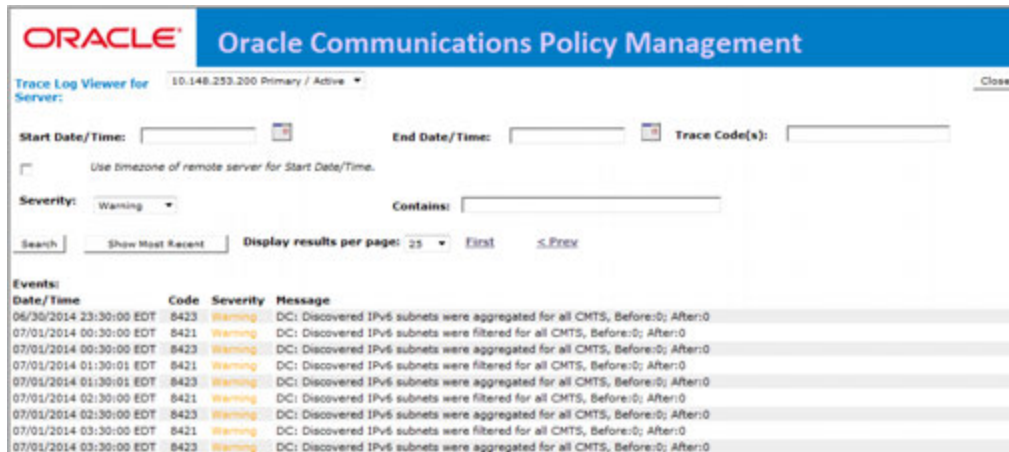 ORACLE
Oracle Communications Policy Management
Trace Log Viewer for Server: 10.148.253.200 Primary / Active Close
Start Date/Time: End Date/Time: Trace Code(s):
Use timezone of remote server for Start Date/Time.
Severity: Warning Contains:
Search Show Most Recent Display results per page: 25 First < Prev
Events:
Date/Time Code Severity Message
06/30/2014 23:30:00 EDT 8423 Warning DC: Discovered IPv6 subnets were aggregated for all CMTS, Before:0; After:0
07/01/2014 00:30:00 EDT 8421 Warning DC: Discovered IPv6 subnets were filtered for all CMTS, Before:0; After:0
07/01/2014 00:30:00 EDT 8423 Warning DC: Discovered IPv6 subnets were aggregated for all CMTS, Before:0; After:0
07/01/2014 01:30:01 EDT 8421 Warning DC: Discovered IPv6 subnets were filtered for all CMTS, Before:0; After:0
07/01/2014 01:30:01 EDT 8423 Warning DC: Discovered IPv6 subnets were aggregated for all CMTS, Before:0; After:0
07/01/2014 02:30:00 EDT 8421 Warning DC: Discovered IPv6 subnets were filtered for all CMTS, Before:0; After:0
07/01/2014 02:30:00 EDT 8423 Warning DC: Discovered IPv6 subnets were aggregated for all CMTS, Before:0; After:0
07/01/2014 03:30:00 EDT 8421 Warning DC: Discovered IPv6 subnets were filtered for all CMTS, Before:0; After:0
07/01/2014 03:30:00 EDT 8423 Warning DC: Discovered IPv6 subnets were aggregated for all CMTS, Before:0; After:0